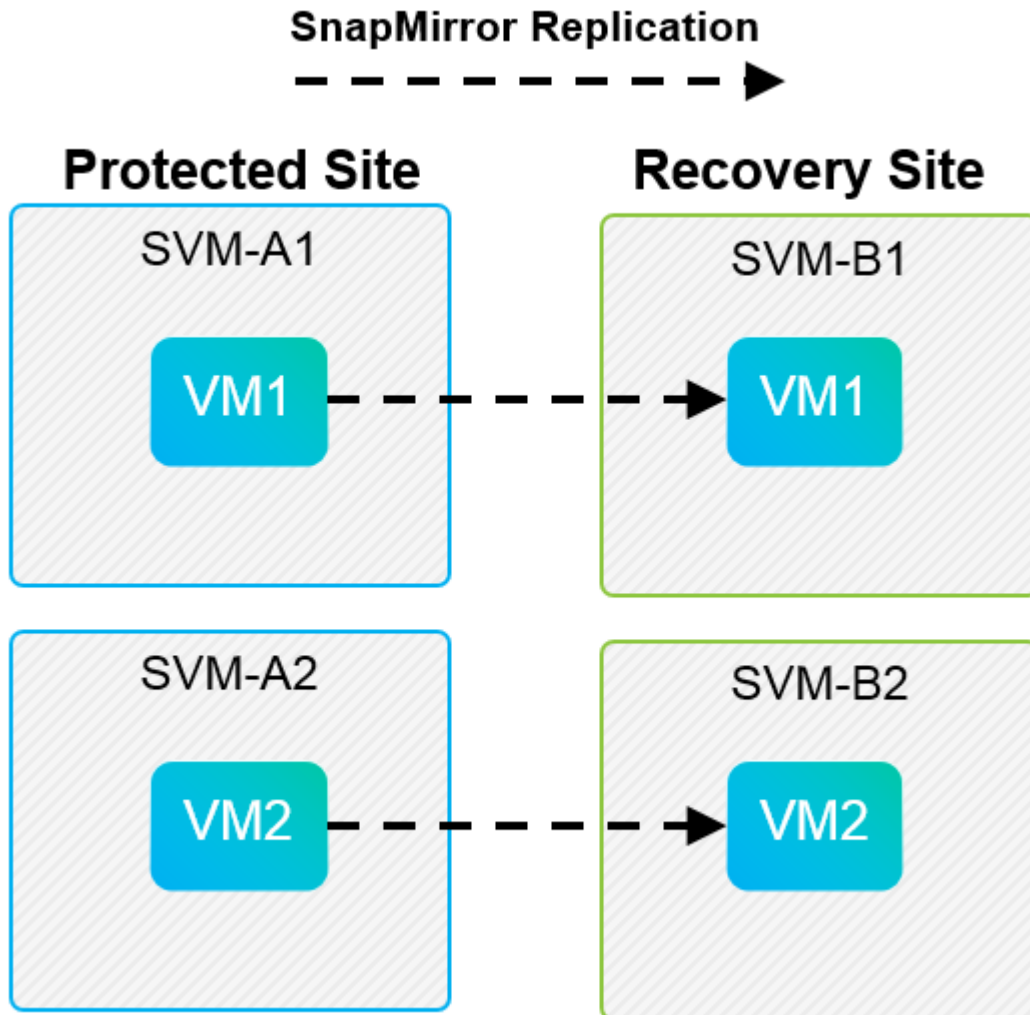 SnapMirror Replication
Protected Site
Recovery Site
SVM-A1
SVM-B1
VM1
VM1
SVM-A2
SVM-B2
VM2
VM2